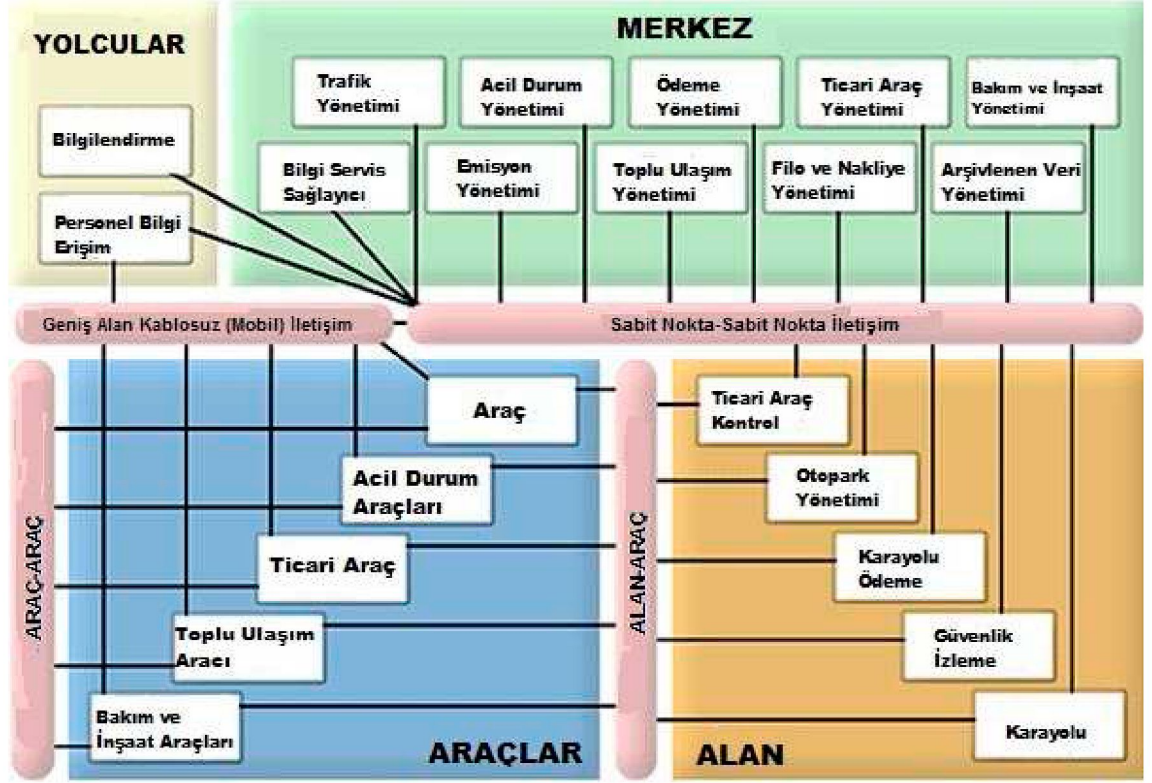 YOLCULAR
Bilgilendirme
Personel Bilgi
Erişim
MERKEZ
Trafik
Yönetimi
Acil Durum
Yönetimi
Ödeme
Yönetimi
Ticari Araç
Yönetimi
Bakım ve İnşaat
Yönetimi
Bilgi Servis
Sağlayıcı
Emisyon
Yönetimi
Toplu Ulaşım
Yönetimi
Filo ve Nakliye
Yönetimi
Arşivlenen Veri
Yönetimi
Geniş Alan Kablosuz (Mobil) İletişim
Sabit Nokta-Sabit Nokta İletişim
ARAÇ-ARAÇ
Araç
Acil Durum
Araçları
Ticari Araç
Toplu Ulaşım
Aracı
Bakım ve
İnşaat Araçları
ARAÇLAR
ALAN-ARAÇ
Ticari Araç
Kontrol
Otopark
Yönetimi
Karayolu
Ödeme
Güvenlik
İzleme
Karayolu
ALAN